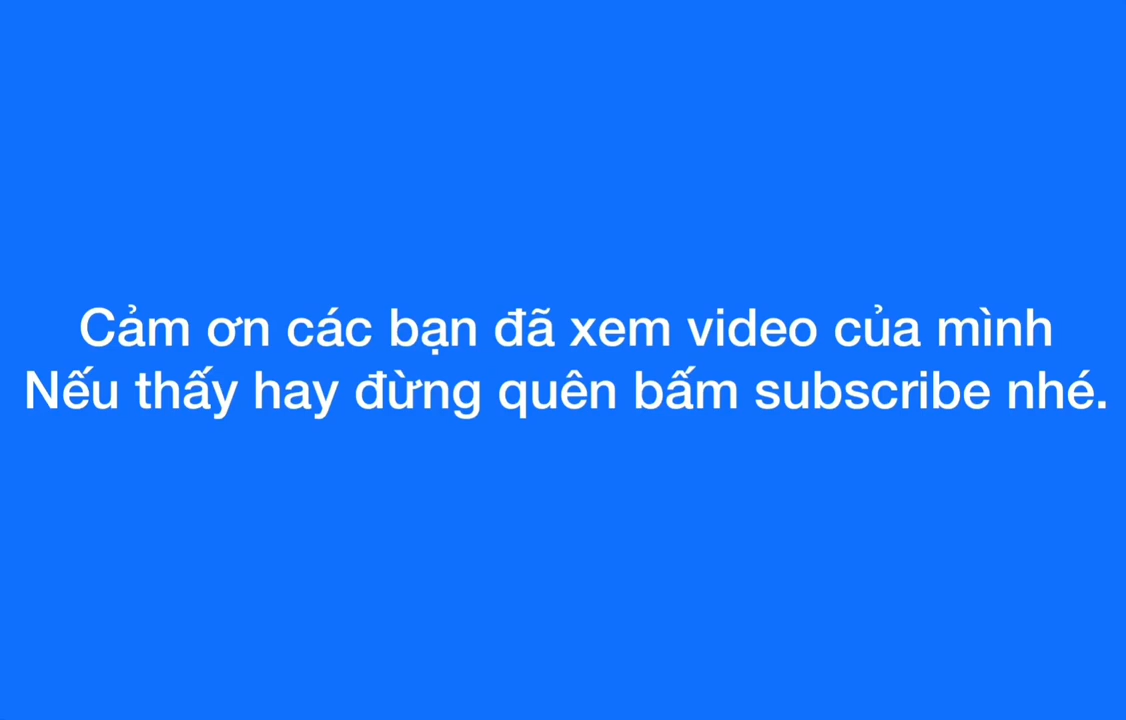 Cảm ơn các bạn đã xem video của mình
Nếu thấy hay đừng quên bấm subscribe nhé.